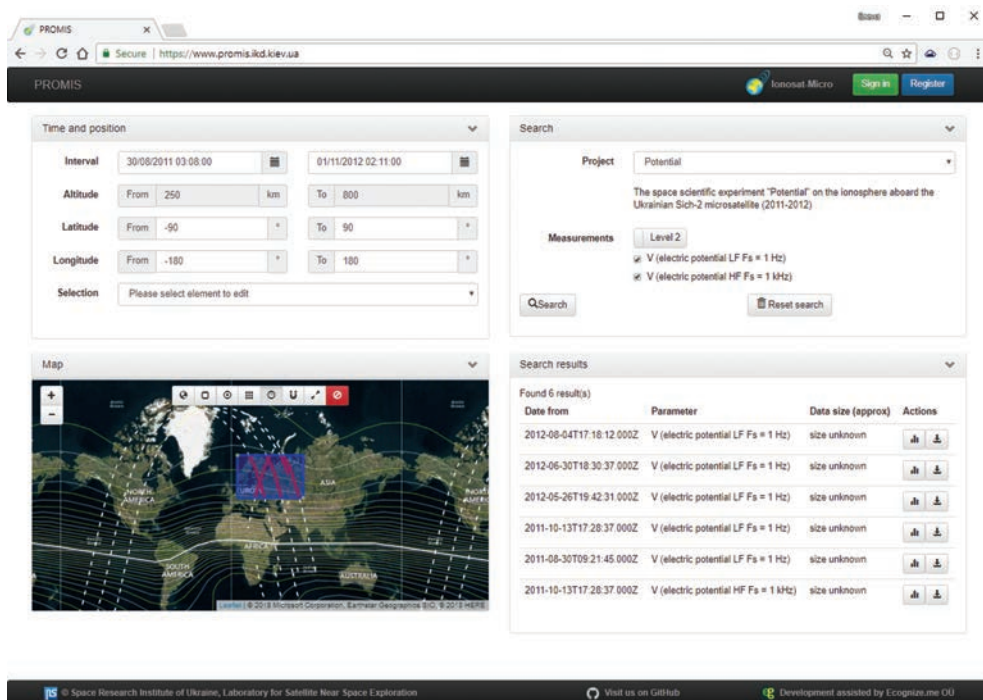 PROMIS
Secure | https://www.promis.ikd.kiev.ua
PROMIS
Ionosat-Micro
Sign in
Register
Time and position
Interval 30/08/2011 03:08:00 01/11/2012 02:11:00
Altitude From 250 km To 800 km
Latitude From -90 ° To 90 °
Longitude From -180 ° To 180 °
Selection Please select element to edit
Search
Project Potential
The space scientific experiment "Potential" on the ionosphere aboard the
Ukrainian Sich-2 microsatellite (2011-2012)
Measurements Level 2
V (electric potential LF Fs = 1 Hz)
V (electric potential HF Fs = 1 kHz)
Search
Reset search
Map
+
−
NORTH
AMERICA
ASIA
AFRICA
SOUTH
AMERICA
AUSTRALIA
Leaflet | © 2018 Microsoft Corporation, Earthstar Geographics SIO, © 2018 HERE
Search results
Found 6 result(s)
Date from Parameter Data size (approx) Actions
2012-08-04T17:18:12.000Z V (electric potential LF Fs = 1 Hz) size unknown
2012-06-30T18:30:37.000Z V (electric potential LF Fs = 1 Hz) size unknown
2012-05-26T19:42:31.000Z V (electric potential LF Fs = 1 Hz) size unknown
2011-10-13T17:28:37.000Z V (electric potential LF Fs = 1 Hz) size unknown
2011-08-30T09:21:45.000Z V (electric potential LF Fs = 1 Hz) size unknown
2011-10-13T17:28:37.000Z V (electric potential HF Fs = 1 kHz) size unknown
© Space Research Institute of Ukraine, Laboratory for Satellite Near Space Exploration
Visit us on GitHub
Development assisted by Ecognize.me OÜ